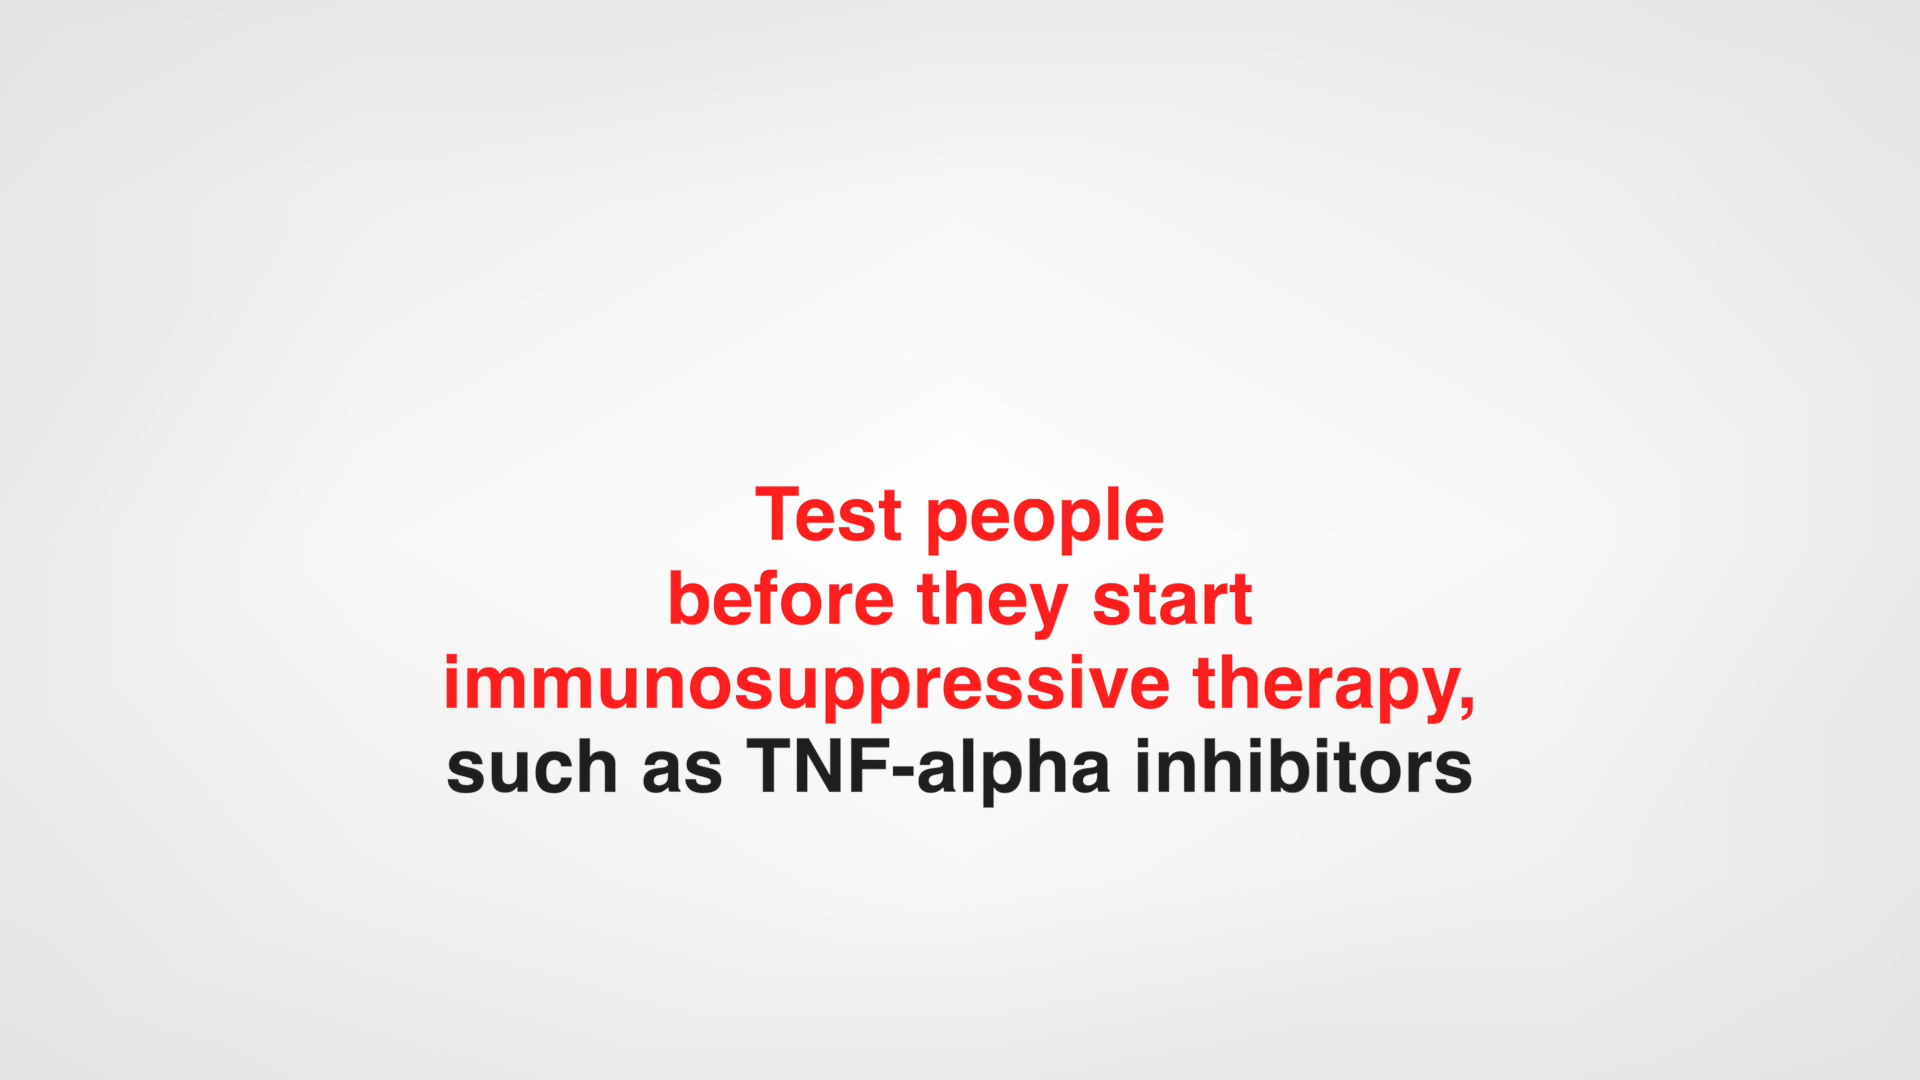 Test people
before they start
immunosuppressive therapy,
such as TNF-alpha inhibitors